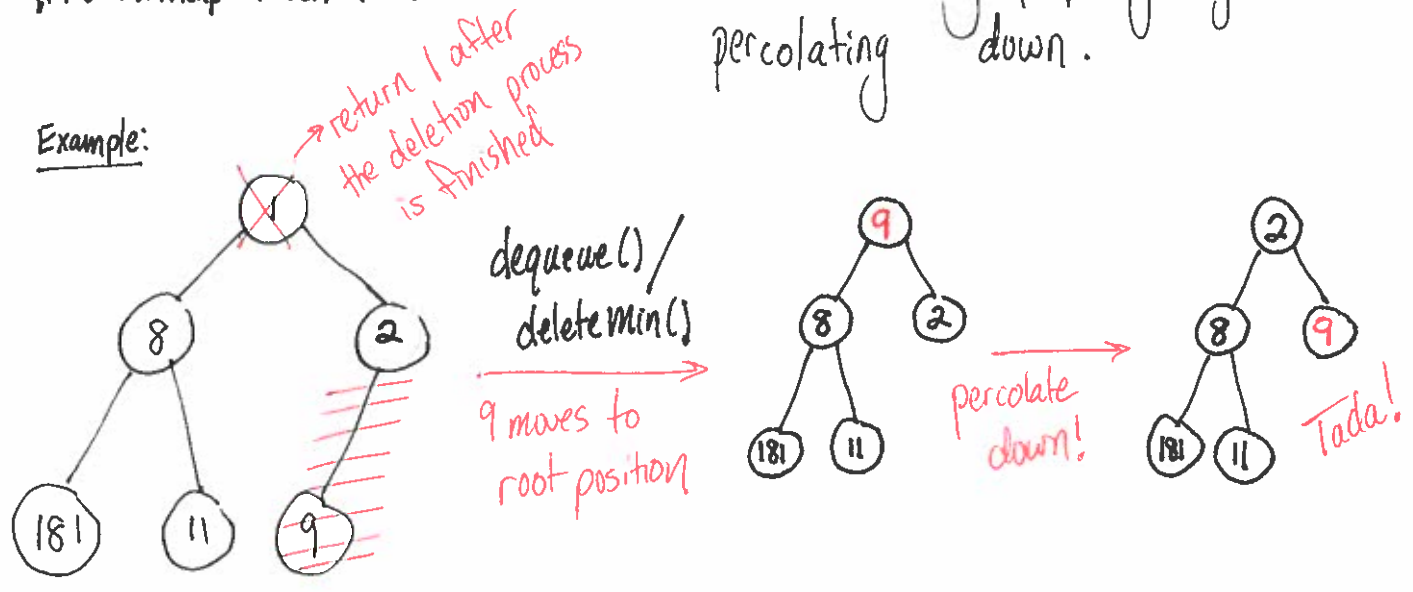 percolating down.
Example:
→return 1 after
the deletion process
is finished
1
8
2
181
11
9
dequeue() /
deletemin()
9 moves to
root position
9
8
2
181
11
percolate
down!
2
8
9
181
11
Tada!